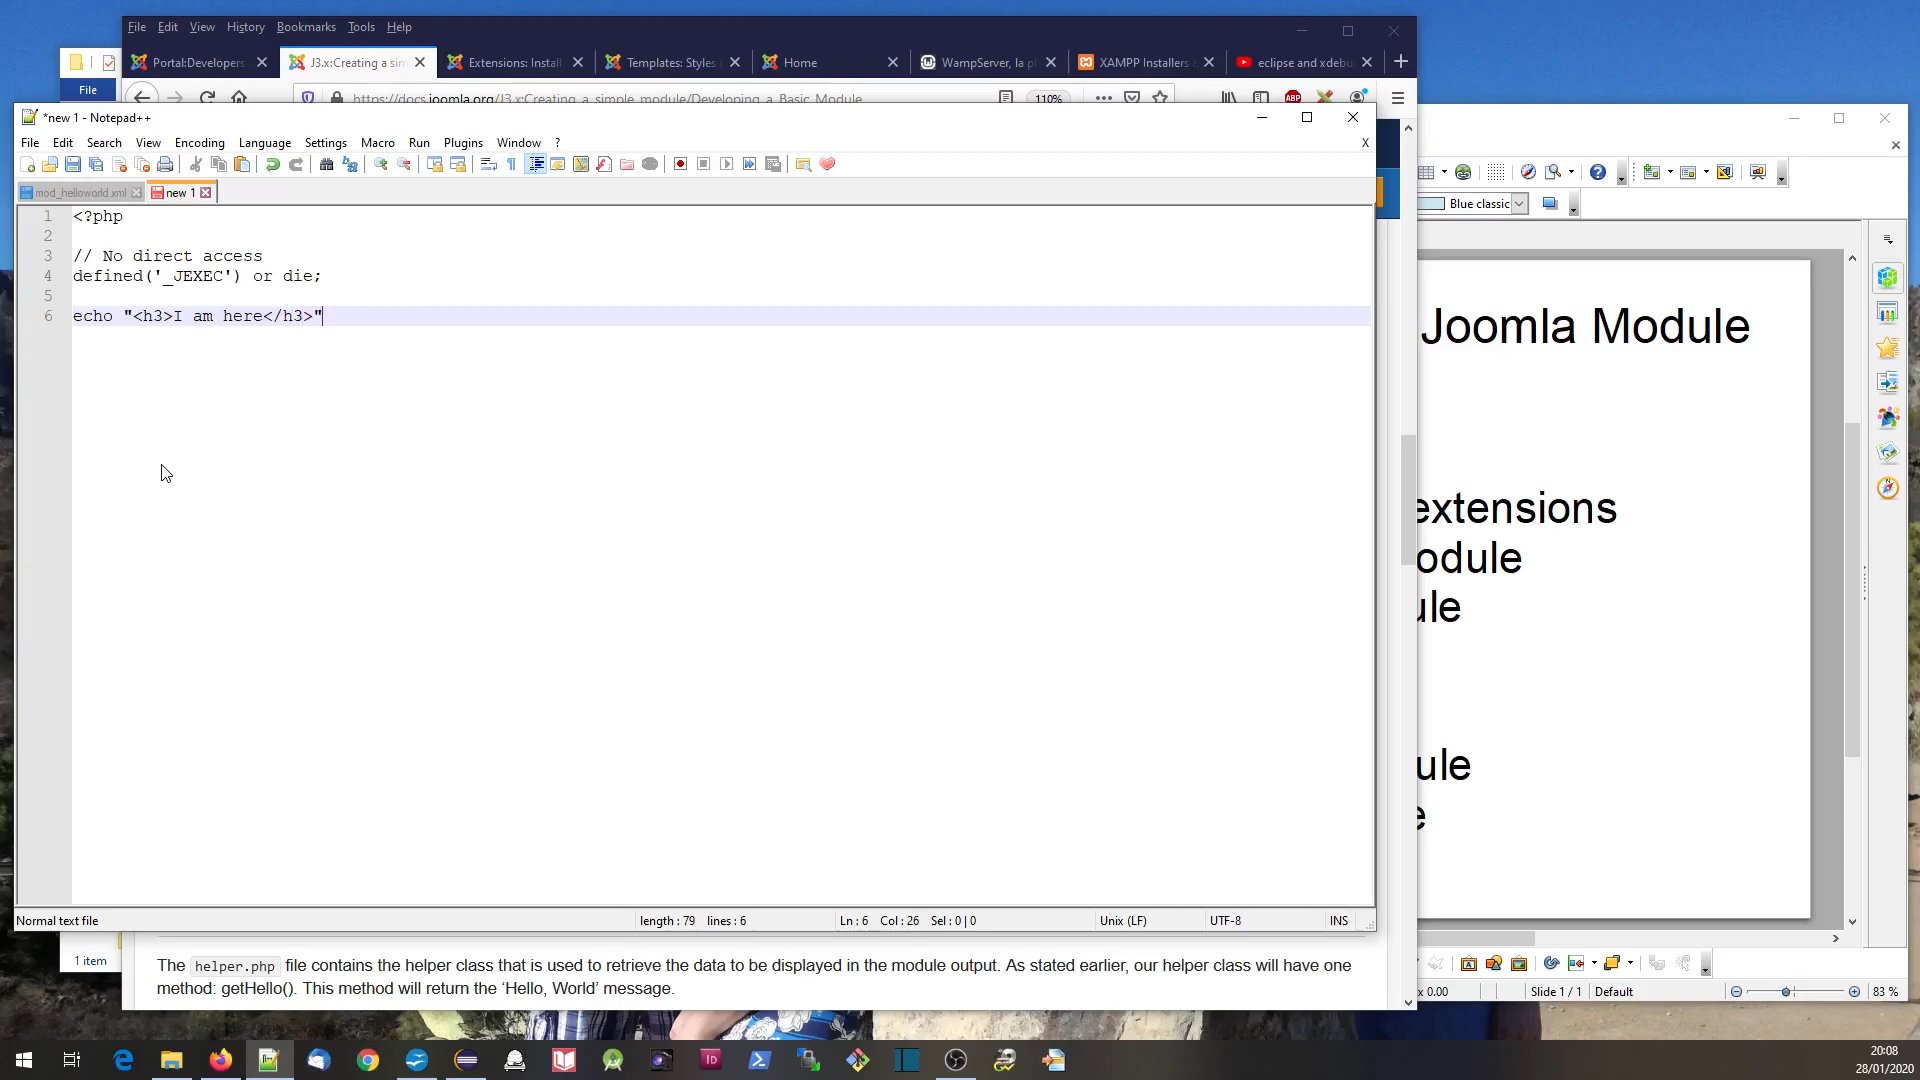 File Edit View History Bookmarks Tools Help
Portal:Developers J3.x:Creating a sim Extensions: Instal Templates: Styles Home WampServer, la pl XAMPP Installers eclipse and xdebu
File
https://docs.joomla.org/J3.x:Creating_a_simple_module/Developing_a_Basic_Module 110% ABP
*new 1 - Notepad++
File Edit Search View Encoding Language Settings Macro Run Plugins Window ? X
mod_helloworld.xml new 1
Blue classic
1 <?php
2
3 // No direct access
4 defined('_JEXEC') or die;
5
6 echo "<h3>I am here</h3>"
Joomla Module
extensions
odule
ule
ule
e
Normal text file length : 79 lines : 6 Ln : 6 Col : 26 Sel : 0 | 0 Unix (LF) UTF-8 INS
1 item
The helper.php file contains the helper class that is used to retrieve the data to be displayed in the module output. As stated earlier, our helper class will have one
method: getHello(). This method will return the ‘Hello, World’ message.
x 0.00 Slide 1 / 1 Default 83 %
20:08
28/01/2020